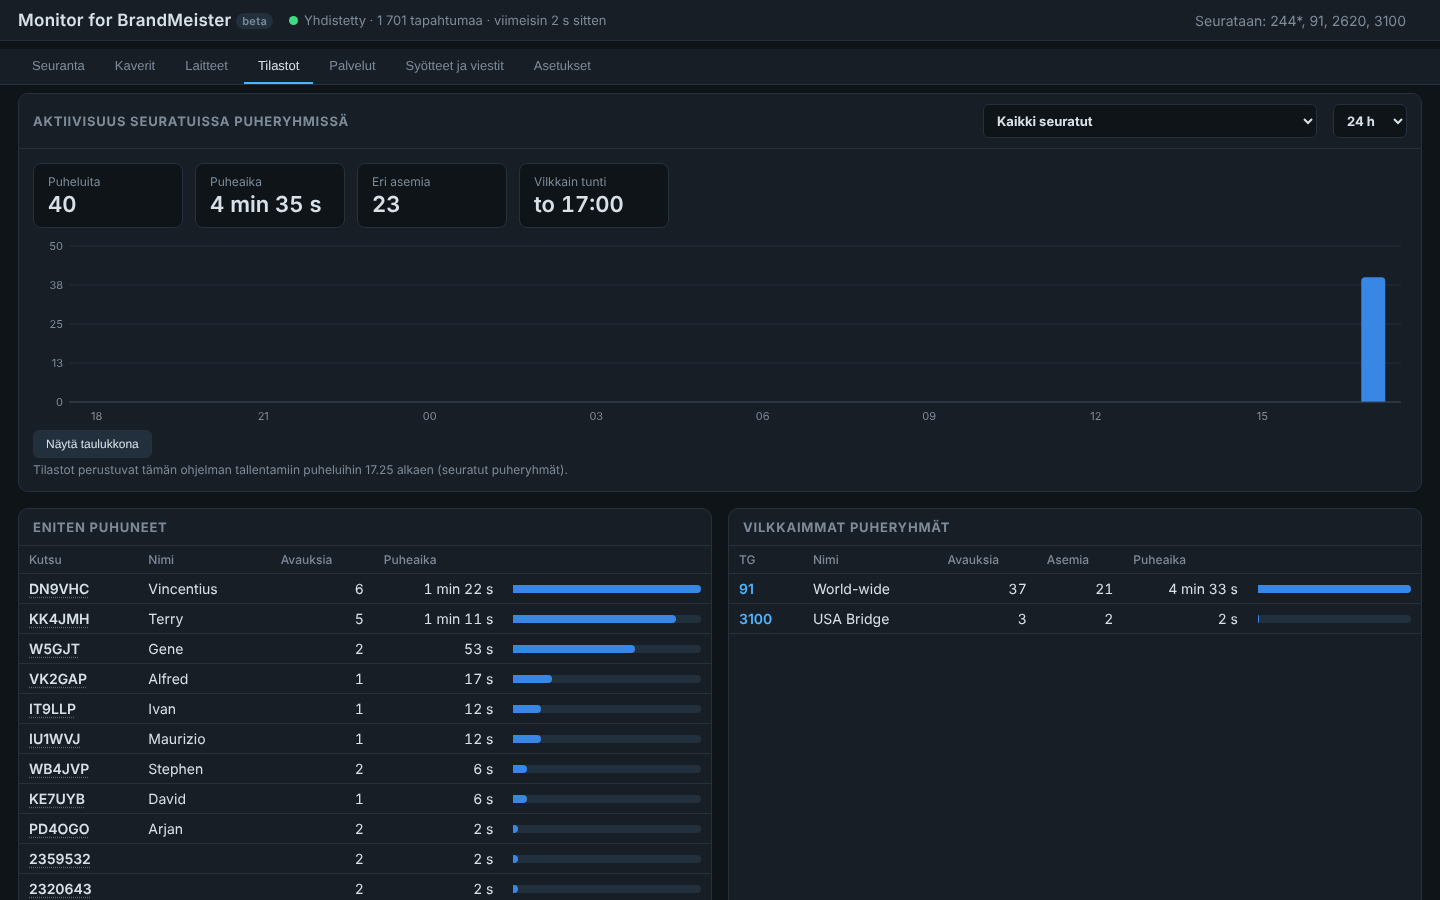 Monitor for BrandMeister beta Yhdistetty · 1 701 tapahtumaa · viimeisin 2 s sitten Seurataan: 244*, 91, 2620, 3100
Seuranta Kaverit Laitteet Tilastot Palvelut Syötteet ja viestit Asetukset
AKTIIVISUUS SEURATUISSA PUHERYHMISSÄ Kaikki seuratut 24 h
Puheluita Puheaika Eri asemia Vilkkain tunti
40 4 min 35 s 23 to 17:00
50
38
25
13
0
18 21 00 03 06 09 12 15
Näytä taulukkona
Tilastot perustuvat tämän ohjelman tallentamiin puheluihin 17.25 alkaen (seuratut puheryhmät).
ENITEN PUHUNEET
Kutsu Nimi Avauksia Puheaika
DN9VHC Vincentius 6 1 min 22 s
KK4JMH Terry 5 1 min 11 s
W5GJT Gene 2 53 s
VK2GAP Alfred 1 17 s
IT9LLP Ivan 1 12 s
IU1WVJ Maurizio 1 12 s
WB4JVP Stephen 2 6 s
KE7UYB David 1 6 s
PD4OGO Arjan 2 2 s
2359532 2 2 s
2320643 2 2 s
VILKKAIMMAT PUHERYHMÄT
TG Nimi Avauksia Asemia Puheaika
91 World-wide 37 21 4 min 33 s
3100 USA Bridge 3 2 2 s